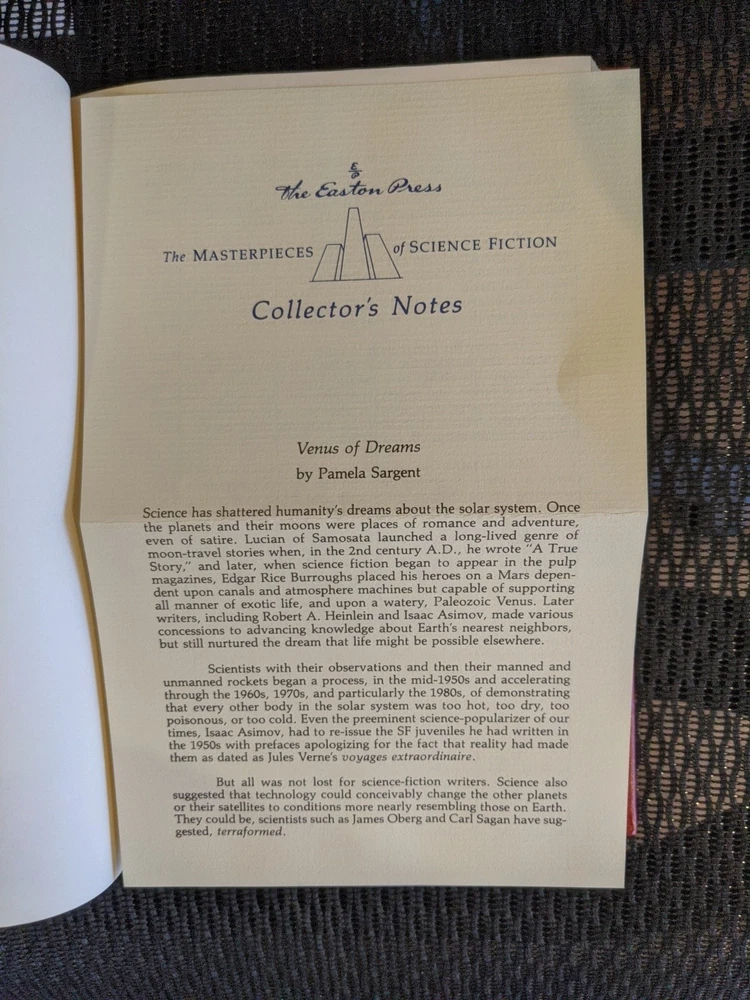 The Easton Press
The MASTERPIECES of SCIENCE FICTION
Collector's Notes
Venus of Dreams
by Pamela Sargent
Science has shattered humanity's dreams about the solar system. Once
the planets and their moons were places of romance and adventure,
even of satire. Lucian of Samosata launched a long-lived genre of
moon-travel stories when, in the 2nd century A.D., he wrote "A True
Story," and later, when science fiction began to appear in the pulp
magazines, Edgar Rice Burroughs placed his heroes on a Mars depen-
dent upon canals and atmosphere machines but capable of supporting
all manner of exotic life, and upon a watery, Paleozoic Venus. Later
writers, including Robert A. Heinlein and Isaac Asimov, made various
concessions to advancing knowledge about Earth's nearest neighbors,
but still nurtured the dream that life might be possible elsewhere.
Scientists with their observations and then their manned and
unmanned rockets began a process, in the mid-1950s and accelerating
through the 1960s, 1970s, and particularly the 1980s, of demonstrating
that every other body in the solar system was too hot, too dry, too
poisonous, or too cold. Even the preeminent science-popularizer of our
times, Isaac Asimov, had to re-issue the SF juveniles he had written in
the 1950s with prefaces apologizing for the fact that reality had made
them as dated as Jules Verne's voyages extraordinaire.
But all was not lost for science-fiction writers. Science also
suggested that technology could conceivably change the other planets
or their satellites to conditions more nearly resembling those on Earth.
They could be, scientists such as James Oberg and Carl Sagan have sug-
gested, terraformed.